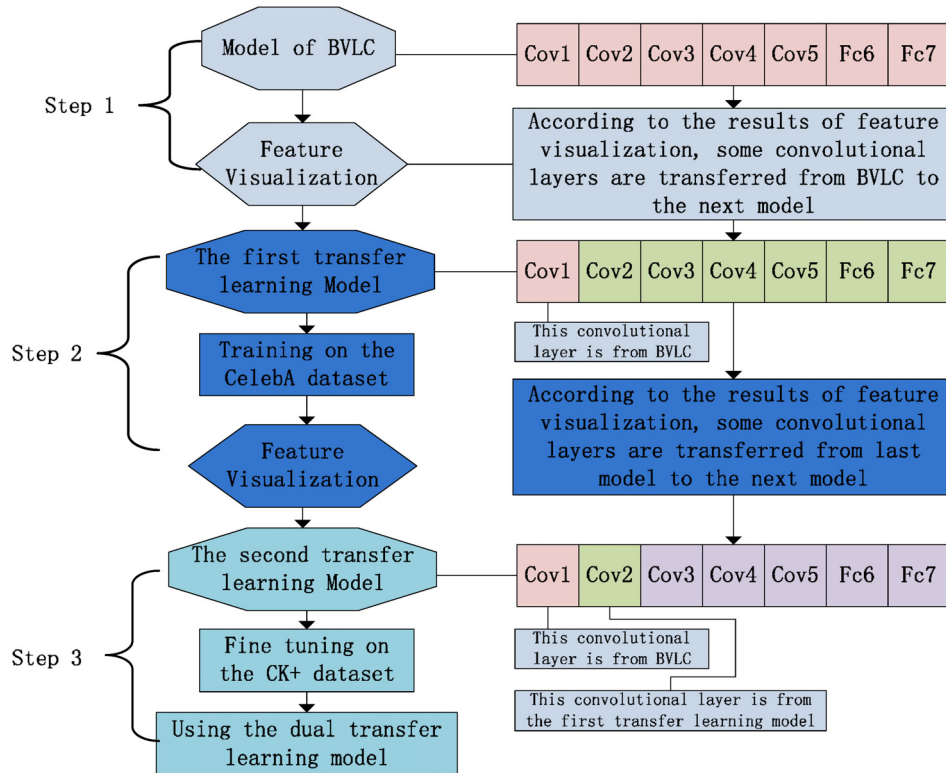 Step 1
Model of BVLC
Cov1 Cov2 Cov3 Cov4 Cov5 Fc6 Fc7
Feature
Visualization
According to the results of feature
visualization, some convolutional
layers are transferred from BVLC to
the next model
Step 2
The first transfer
learning Model
Cov1 Cov2 Cov3 Cov4 Cov5 Fc6 Fc7
This convolutional
layer is from BVLC
Training on the
CelebA dataset
According to the results of feature
visualization, some convolutional
layers are transferred from last
model to the next model
Feature
Visualization
Step 3
The second transfer
learning Model
Cov1 Cov2 Cov3 Cov4 Cov5 Fc6 Fc7
This convolutional
layer is from BVLC
This convolutional layer is from
the first transfer learning model
Fine tuning on
the CK+ dataset
Using the dual transfer
learning model